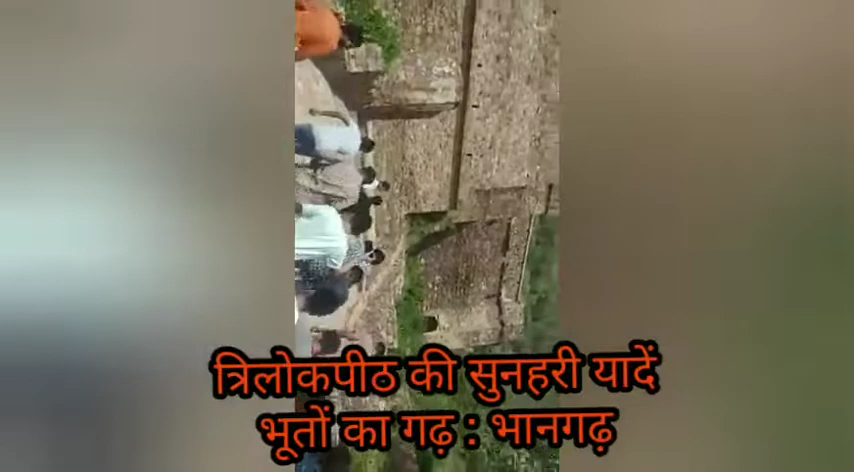 त्रिलोकपीठ की सुनहरी यादें
भूतों का गढ़ : भानगढ़